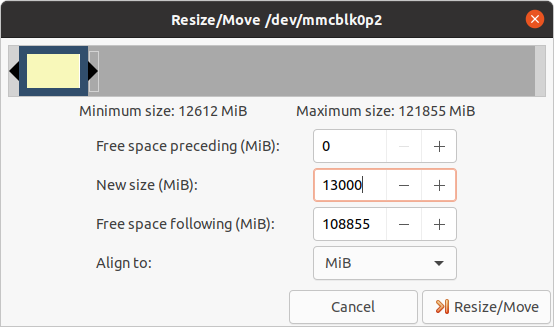 Resize/Move /dev/mmcblk0p2
Minimum size: 12612 MiB Maximum size: 121855 MiB
Free space preceding (MiB): 0
New size (MiB): 13000
Free space following (MiB): 108855
Align to: MiB
Cancel Resize/Move